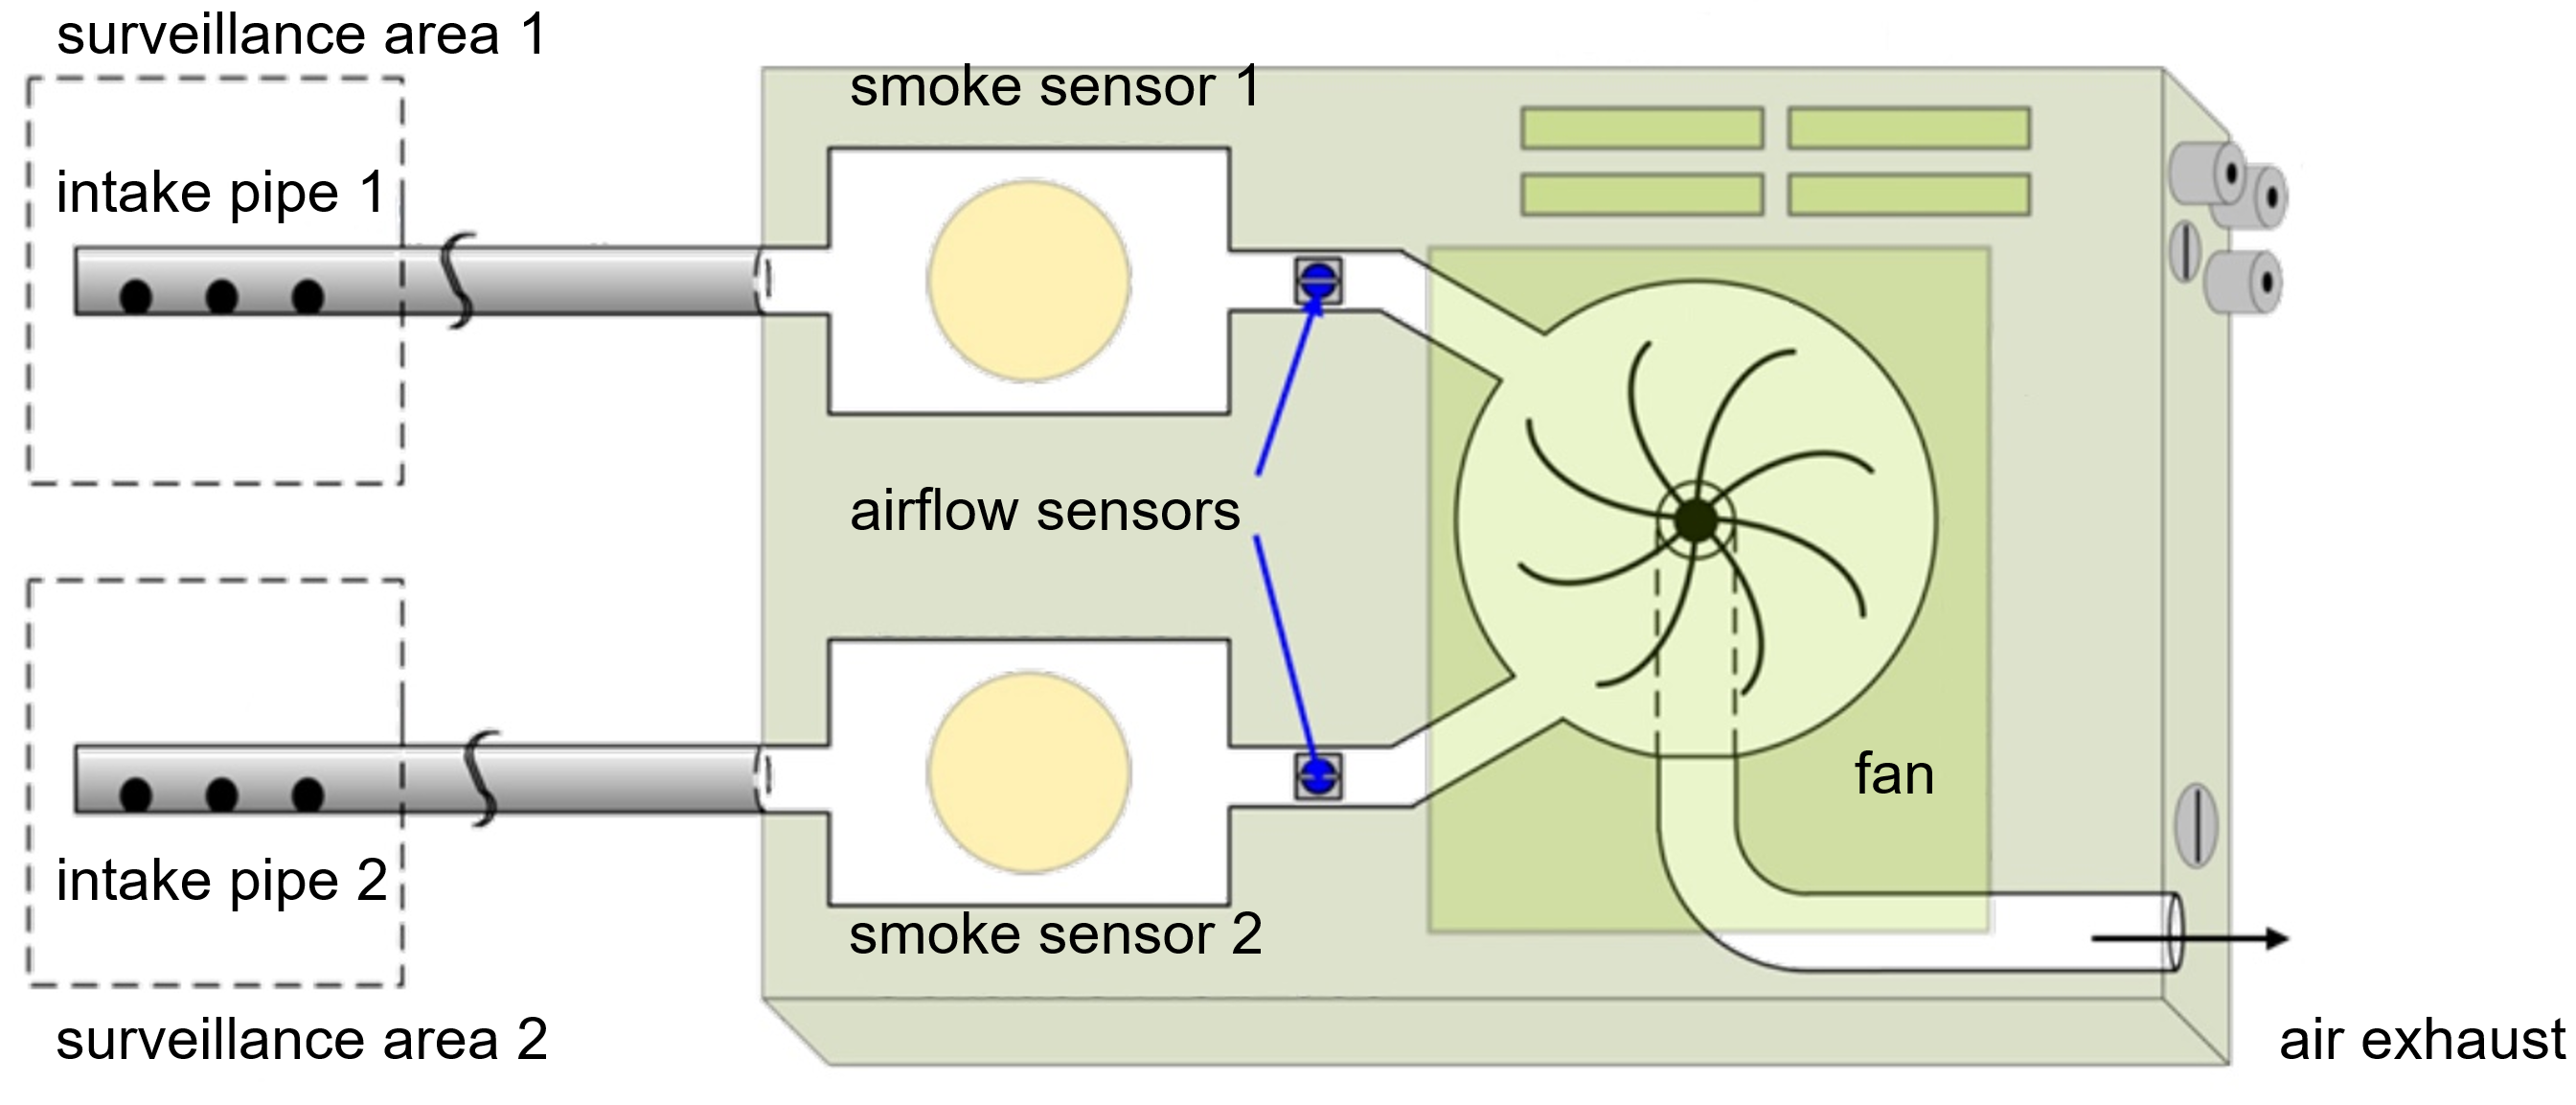 surveillance area 1
smoke sensor 1
intake pipe 1
airflow sensors
fan
intake pipe 2
smoke sensor 2
surveillance area 2
air exhaust